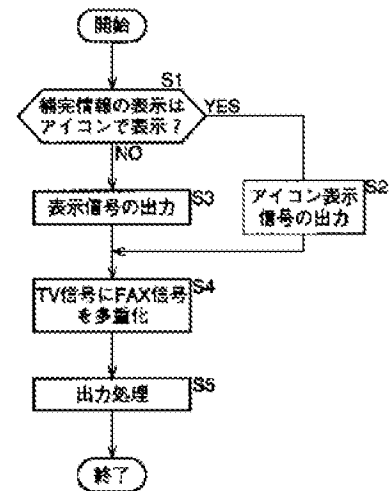 開始
S1
補完情報の表示は
アイコンで表示？
YES
NO
S3
表示信号の出力
S2
アイコン表示
信号の出力
S4
TV信号にFAX信号
を多重化
S5
出力処理
終了